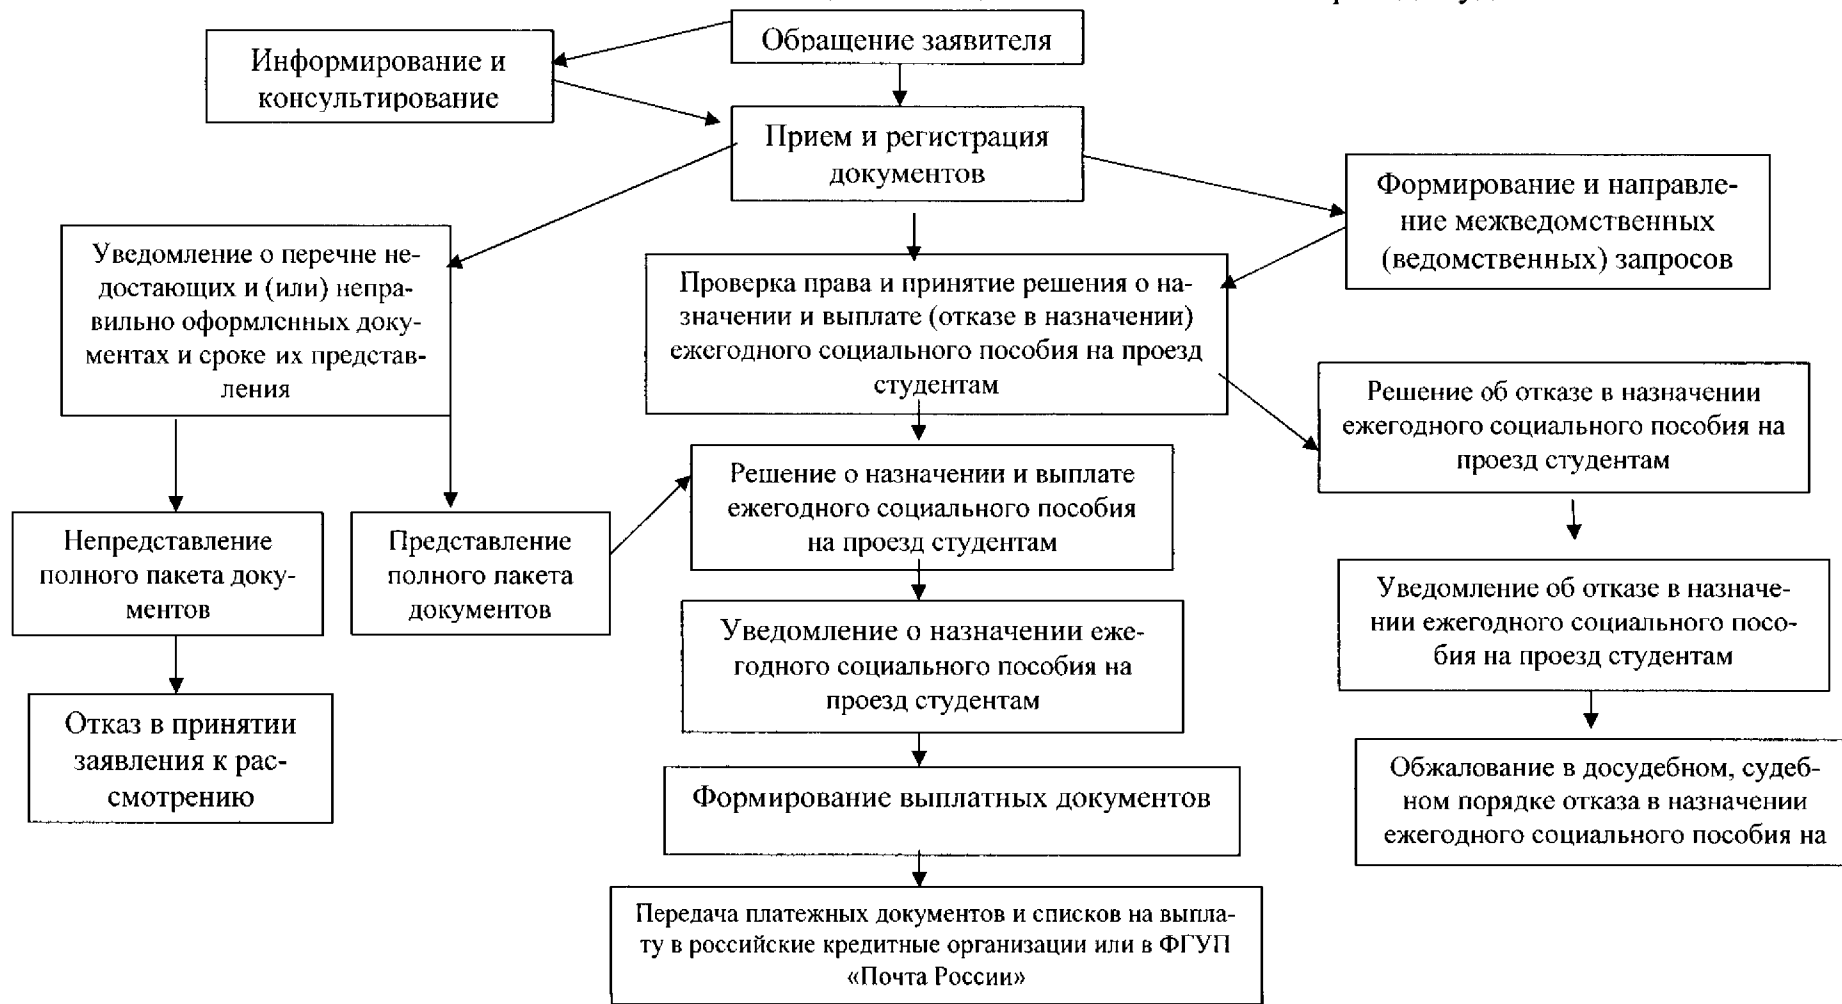 Обращение заявителя
Информирование и
консультирование
Прием и регистрация
документов
Формирование и направле-
ние межведомственных
(ведомственных) запросов
Уведомление о перечне не-
достающих и (или) непра-
вильно оформленных доку-
ментах и сроке их представ-
ления
Проверка права и принятие решения о на-
значении и выплате (отказе в назначении)
ежегодного социального пособия на проезд
студентам
Решение об отказе в назначении
ежегодного социального пособия на
проезд студентам
Решение о назначении и выплате
ежегодного социального пособия
на проезд студентам
Непредставление
полного пакета доку-
ментов
Представление
полного пакета
документов
Уведомление об отказе в назначе-
нии ежегодного социального посо-
бия на проезд студентам
Уведомление о назначении еже-
годного социального пособия на
проезд студентам
Отказ в принятии
заявления к рас-
смотрению
Формирование выплатных документов
Обжалование в досудебном, судеб-
ном порядке отказа в назначении
ежегодного социального пособия на
Передача платежных документов и списков на выпла-
ту в российские кредитные организации или в ФГУП
«Почта России»